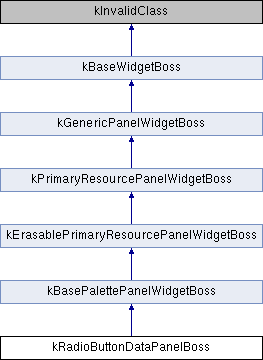 kInvalidClass
kBaseWidgetBoss
kGenericPanelWidgetBoss
kPrimaryResourcePanelWidgetBoss
kErasablePrimaryResourcePanelWidgetBoss
kBasePalettePanelWidgetBoss
kRadioButtonDataPanelBoss